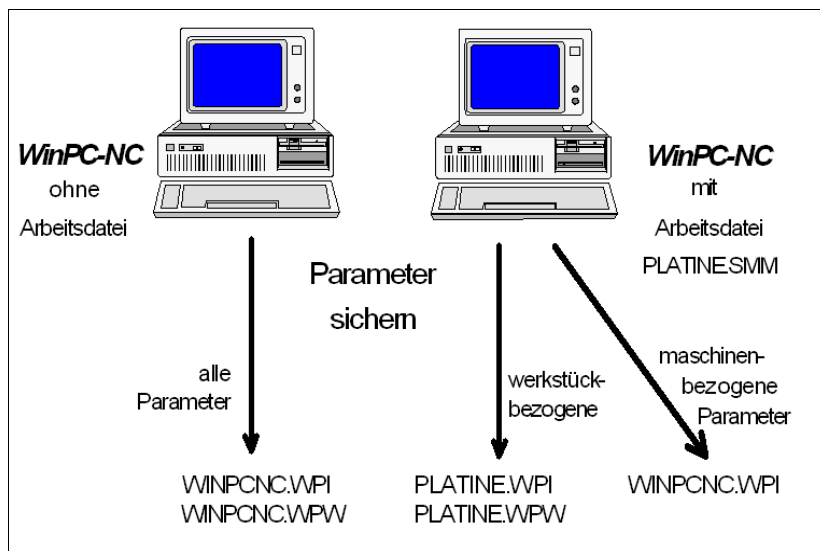 WinPC-NC
ohne
Arbeitsdatei
WinPC-NC
mit
Arbeitsdatei
PLATINE.SMM
Parameter
sichern
alle
Parameter
werkstück-
bezogene
maschinen-
bezogene
Parameter
WINPCNC.WPI
WINPCNC.WPW
PLATINE.WPI
PLATINE.WPW
WINPCNC.WPI